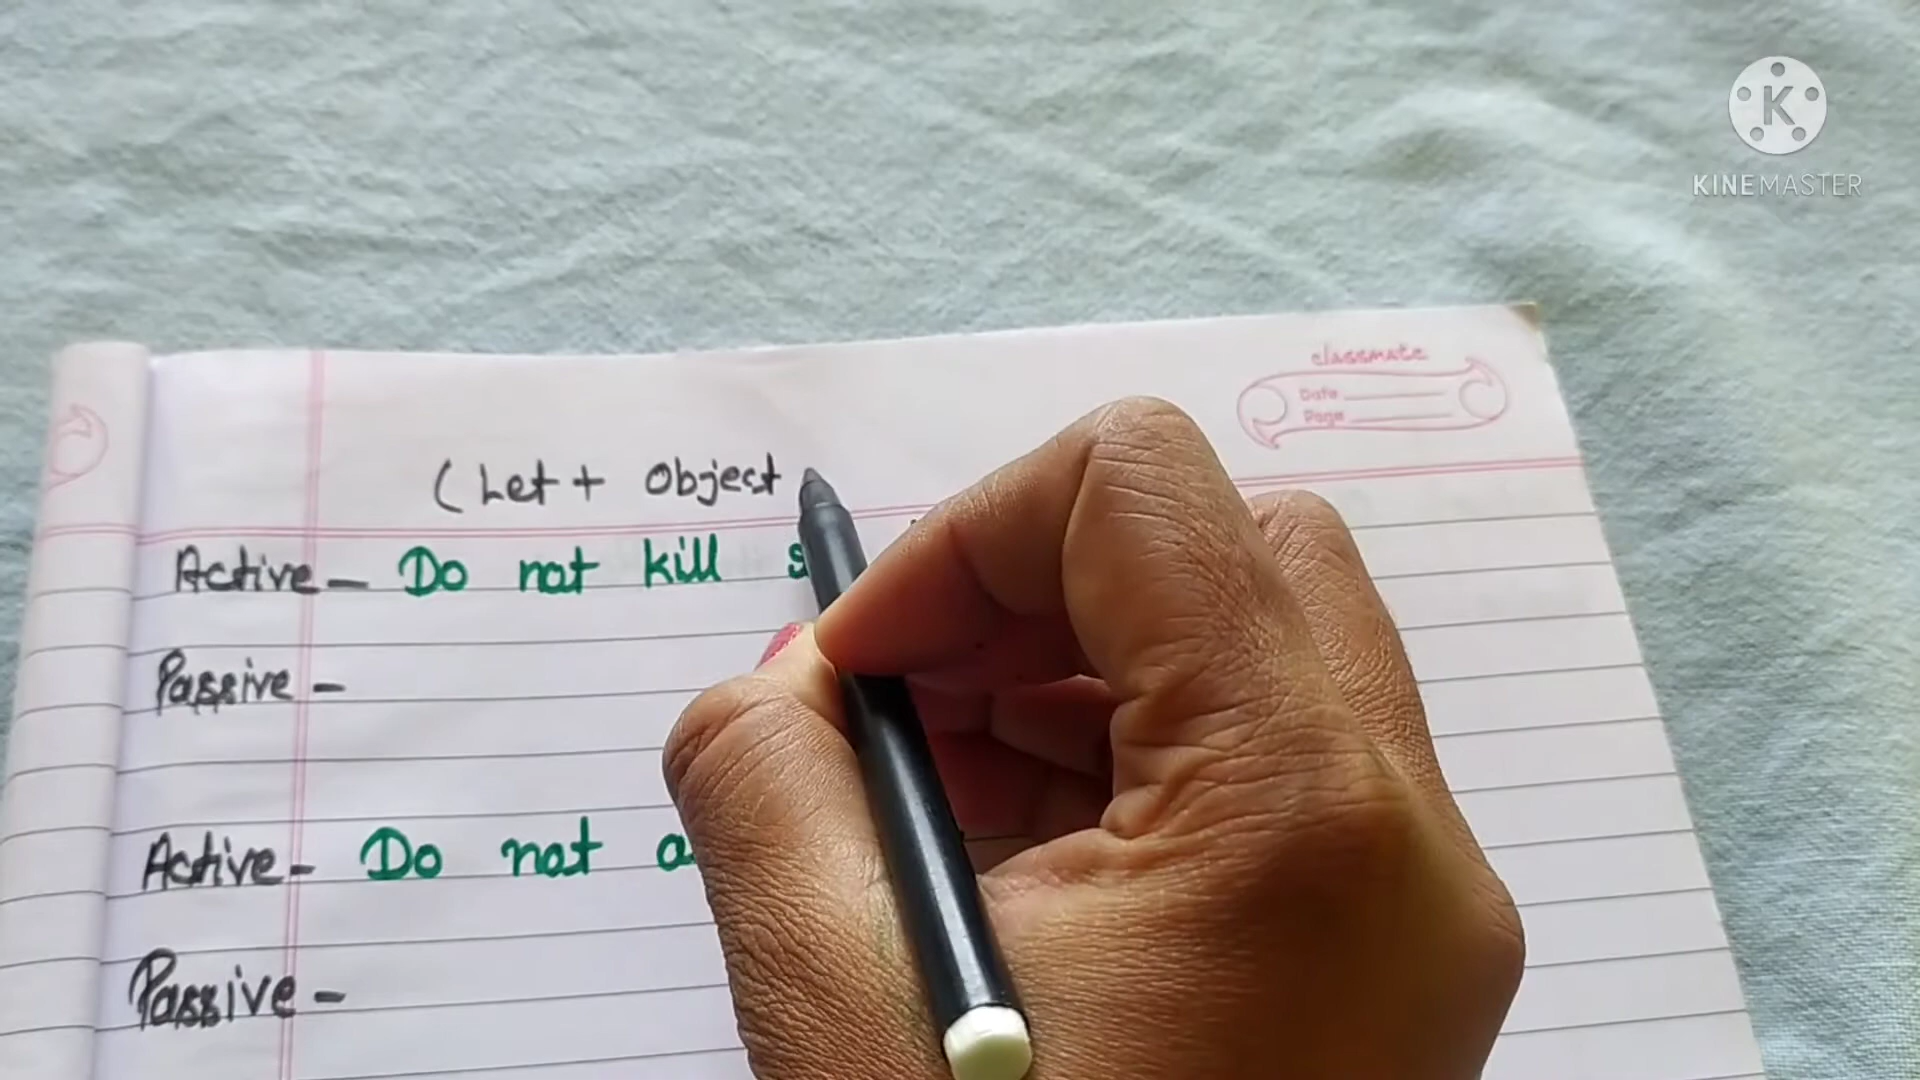 KINEMASTER
classmate
Date
Page
(Let + Object
Active - Do not kill
Passive -
Active - Do not
Passive -